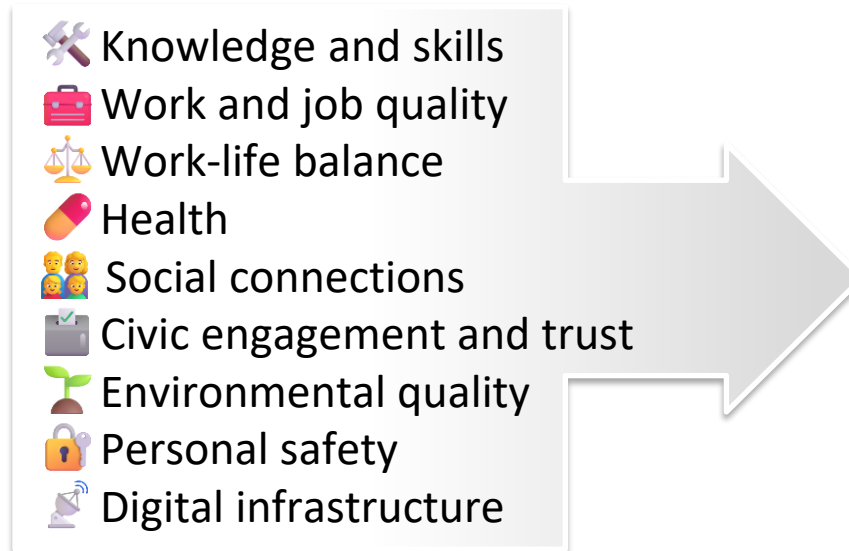 Knowledge and skills
Work and job quality
Work-life balance
Health
Social connections
Civic engagement and trust
Environmental quality
Personal safety
Digital infrastructure